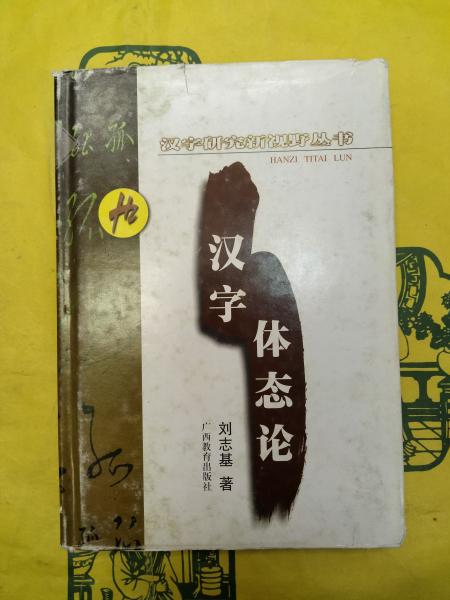 汉字研究新视野丛书
HANZI TITAI LUN
汉字
体态论
刘志基 著
广西教育出版社